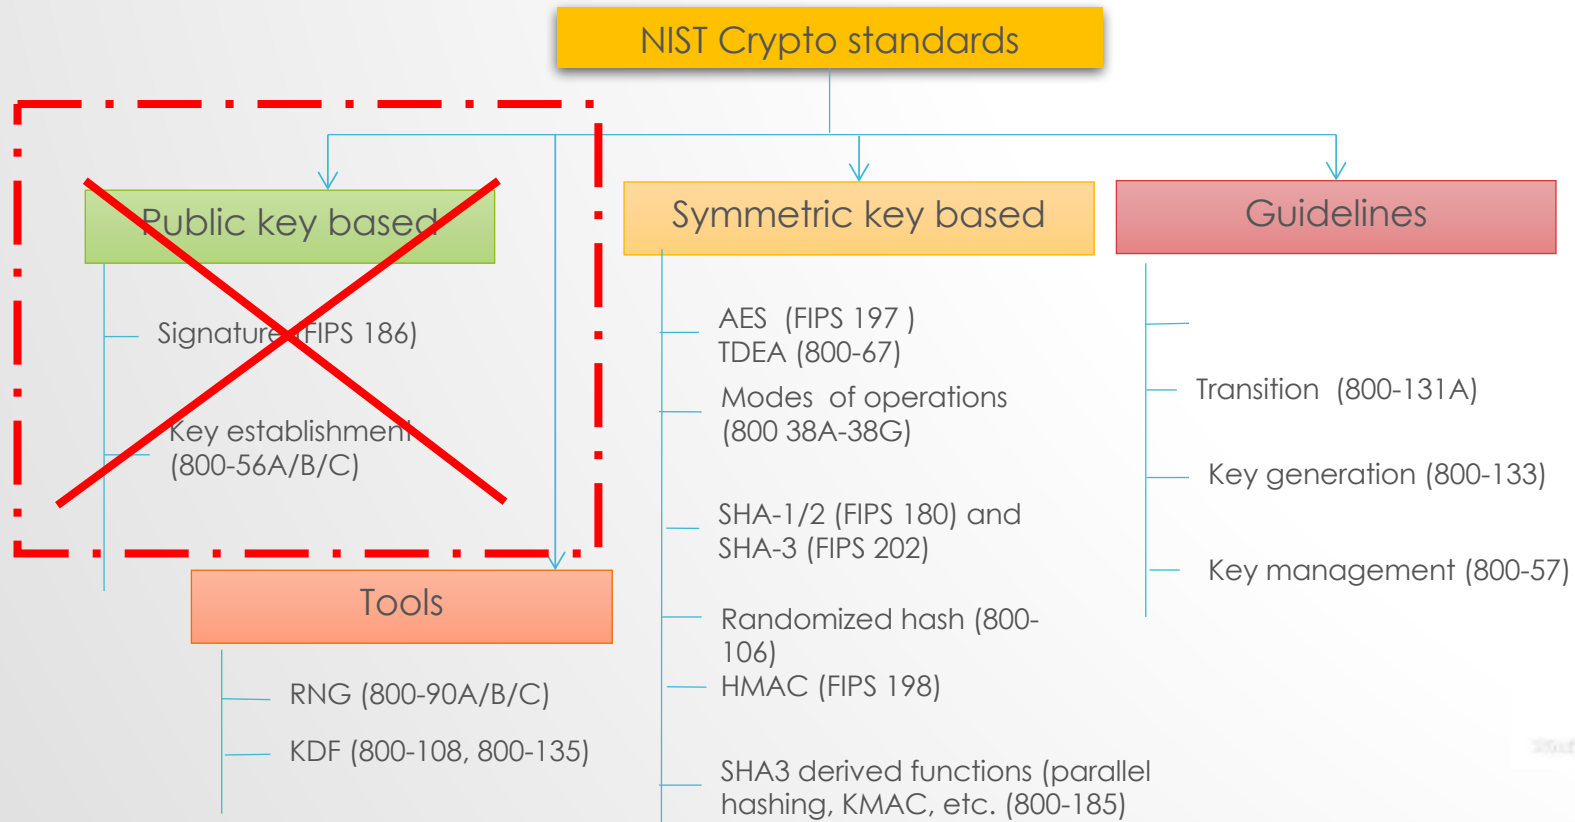 NIST Crypto standards
Public key based
Signature (FIPS 186)
Key establishment
(800-56A/B/C)
Tools
RNG (800-90A/B/C)
KDF (800-108, 800-135)
Symmetric key based
AES  (FIPS 197 )
TDEA (800-67)
Modes  of operations
(800 38A-38G)
SHA-1/2 (FIPS 180) and
SHA-3 (FIPS 202)
Randomized hash (800-
106)
HMAC (FIPS 198)
SHA3 derived functions (parallel
hashing, KMAC, etc. (800-185)
Guidelines
Transition  (800-131A)
Key generation (800-133)
Key management (800-57)